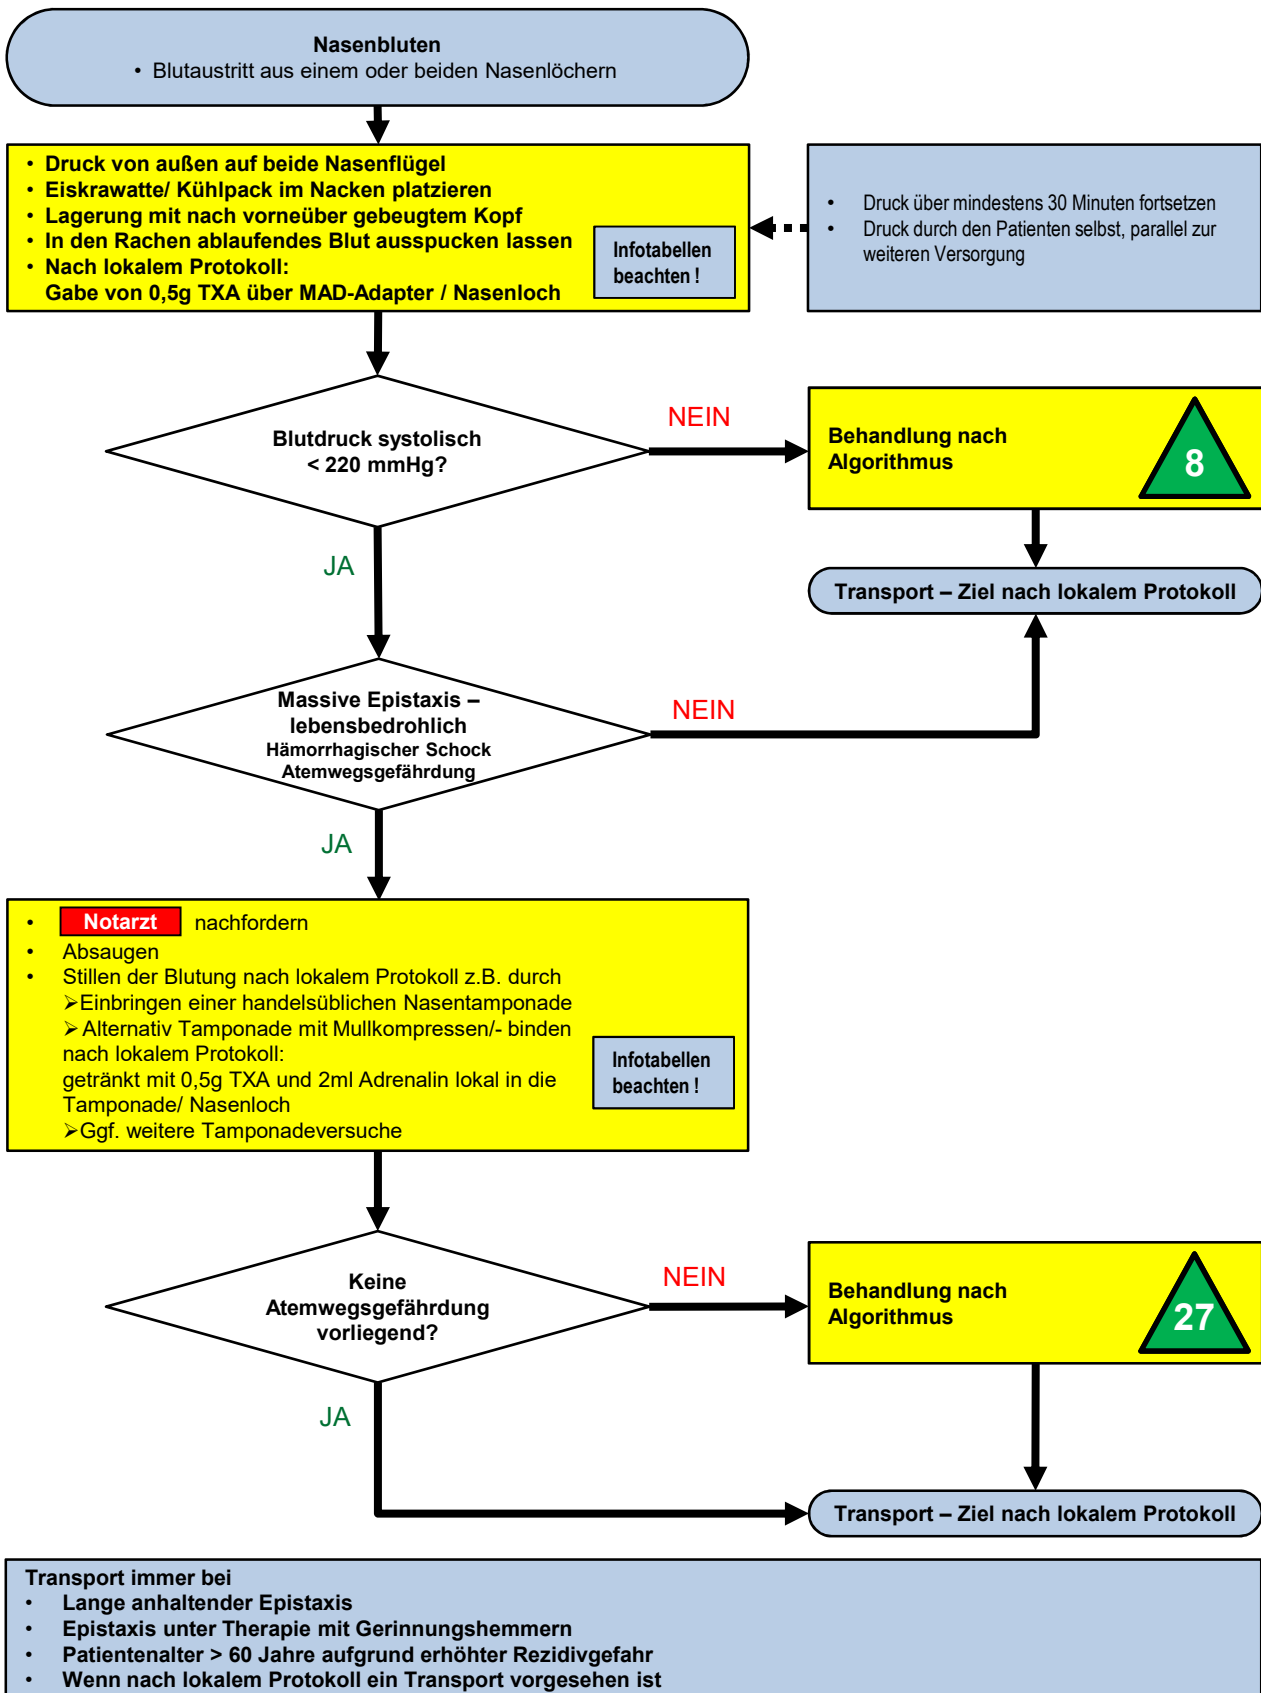 Nasenbluten
• Blutaustritt aus einem oder beiden Nasenlöchern
• Druck von außen auf beide Nasenflügel
• Eiskrawatte/ Kühlpack im Nacken platzieren
• Lagerung mit nach vorneüber gebeugtem Kopf
• In den Rachen ablaufendes Blut ausspucken lassen
• Nach lokalem Protokoll:
Gabe von 0,5g TXA über MAD-Adapter / Nasenloch
Infotabellen
beachten !
• Druck über mindestens 30 Minuten fortsetzen
• Druck durch den Patienten selbst, parallel zur
weiteren Versorgung
Blutdruck systolisch
< 220 mmHg?
NEIN
Behandlung nach
Algorithmus
8
JA
Transport – Ziel nach lokalem Protokoll
Massive Epistaxis –
lebensbedrohlich
Hämorrhagischer Schock
Atemwegsgefährdung
NEIN
JA
• Notarzt nachfordern
• Absaugen
• Stillen der Blutung nach lokalem Protokoll z.B. durch
➢Einbringen einer handelsüblichen Nasentamponade
➢Alternativ Tamponade mit Mullkompressen/- binden
nach lokalem Protokoll:
getränkt mit 0,5g TXA und 2ml Adrenalin lokal in die
Tamponade/ Nasenloch
➢Ggf. weitere Tamponadeversuche
Infotabellen
beachten !
Keine
Atemwegsgefährdung
vorliegend?
NEIN
Behandlung nach
Algorithmus
27
JA
Transport – Ziel nach lokalem Protokoll
Transport immer bei
• Lange anhaltender Epistaxis
• Epistaxis unter Therapie mit Gerinnungshemmern
• Patientenalter > 60 Jahre aufgrund erhöhter Rezidivgefahr
• Wenn nach lokalem Protokoll ein Transport vorgesehen ist